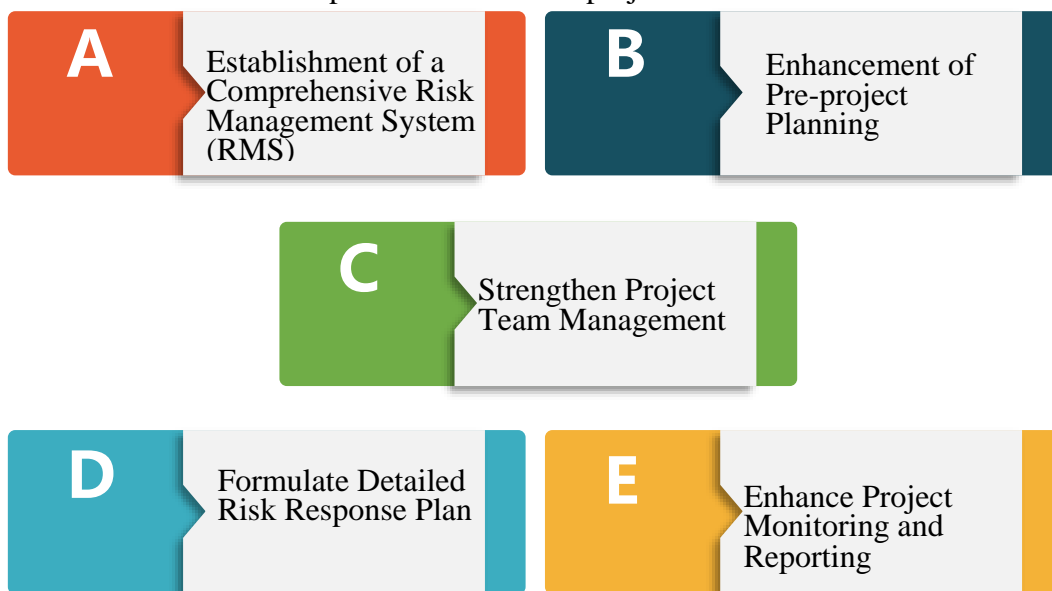 A
Establishment of a
Comprehensive Risk
Management System
(RMS)
B
Enhancement of
Pre-project
Planning
C
Strengthen Project
Team Management
D
Formulate Detailed
Risk Response Plan
E
Enhance Project
Monitoring and
Reporting